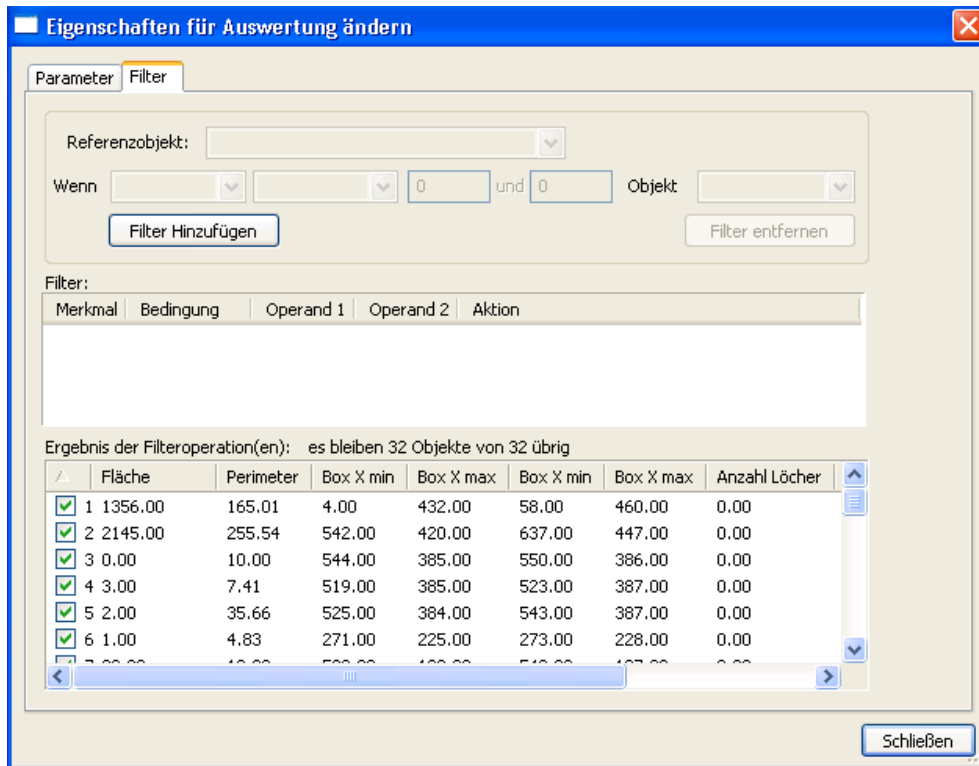 Eigenschaften für Auswertung ändern
Parameter Filter
Referenzobjekt:
Wenn 0 und 0 Objekt
Filter Hinzufügen Filter entfernen
Filter:
Merkmal Bedingung Operand 1 Operand 2 Aktion
Ergebnis der Filteroperation(en): es bleiben 32 Objekte von 32 übrig
Fläche Perimeter Box X min Box X max Box X min Box X max Anzahl Löcher
1 1356.00 165.01 4.00 432.00 58.00 460.00 0.00
2 2145.00 255.54 542.00 420.00 637.00 447.00 0.00
3 0.00 10.00 544.00 385.00 550.00 386.00 0.00
4 3.00 7.41 519.00 385.00 523.00 387.00 0.00
5 2.00 35.66 525.00 384.00 543.00 387.00 0.00
6 1.00 4.83 271.00 225.00 273.00 228.00 0.00
Schließen